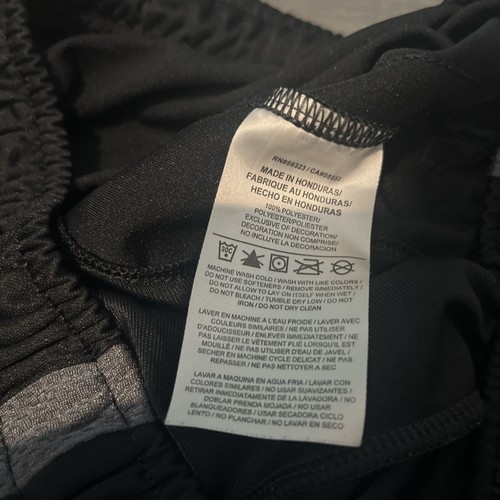 RN#56323 / CA#05553
MADE IN HONDURAS/
FABRIQUE AU HONDURAS/
HECHO EN HONDURAS
100% POLYESTER/
POLYESTER/POLIESTER
EXCLUSIVE OF DECORATION/
DECORATION NON COMPRISE/
NO INCLUYE LA DECORACION
30C
MACHINE WASH COLD / WASH WITH LIKE COLORS /
DO NOT USE SOFTENERS / REMOVE IMMEDIATELY /
DO NOT ALLOW TO LAY ON ITSELF WHEN WET /
DO NOT BLEACH / TUMBLE DRY LOW / DO NOT
IRON / DO NOT DRY CLEAN
LAVER EN MACHINE A L'EAU FROIDE / LAVER AVEC
COULEURS SIMILAIRES / NE PAS UTILISER
D'ADOUCISSEUR / ENLEVER IMMEDIATEMENT / NE
PAS LAISSER LE VÊTEMENT PLIÉ LORSQU'IL EST
MOUILLÉ / NE PAS UTILISER D'EAU DE JAVEL /
SECHER EN MACHINE CYCLE DELICAT / NE PAS
REPASSER / NE PAS NETTOYER A SEC
LAVAR A MAQUINA EN AGUA FRIA / LAVAR CON
COLORES SIMILARES / NO USAR SUAVIZANTES /
RETIRAR INMEDIATAMENTE DE LA LAVADORA / NO
DOBLAR PRENDA MOJADA / NO USAR
BLANQUEADORES / USAR SECADORA CICLO
LENTO / NO PLANCHAR / NO LAVAR EN SECO